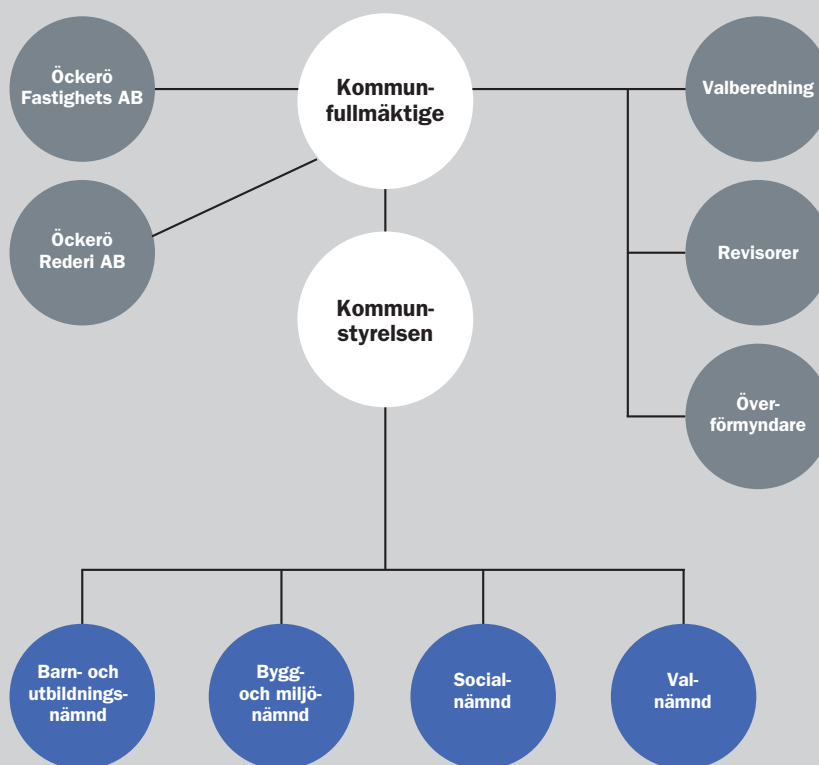 Öckerö
Fastighets AB
Kommun-
fullmäktige
Valberedning
Öckerö
Rederi AB
Revisorer
Kommun-
styrelsen
Över-
förmyndare
Barn- och
utbildnings-
nämnd
Bygg-
och miljö-
nämnd
Social-
nämnd
Val-
nämnd